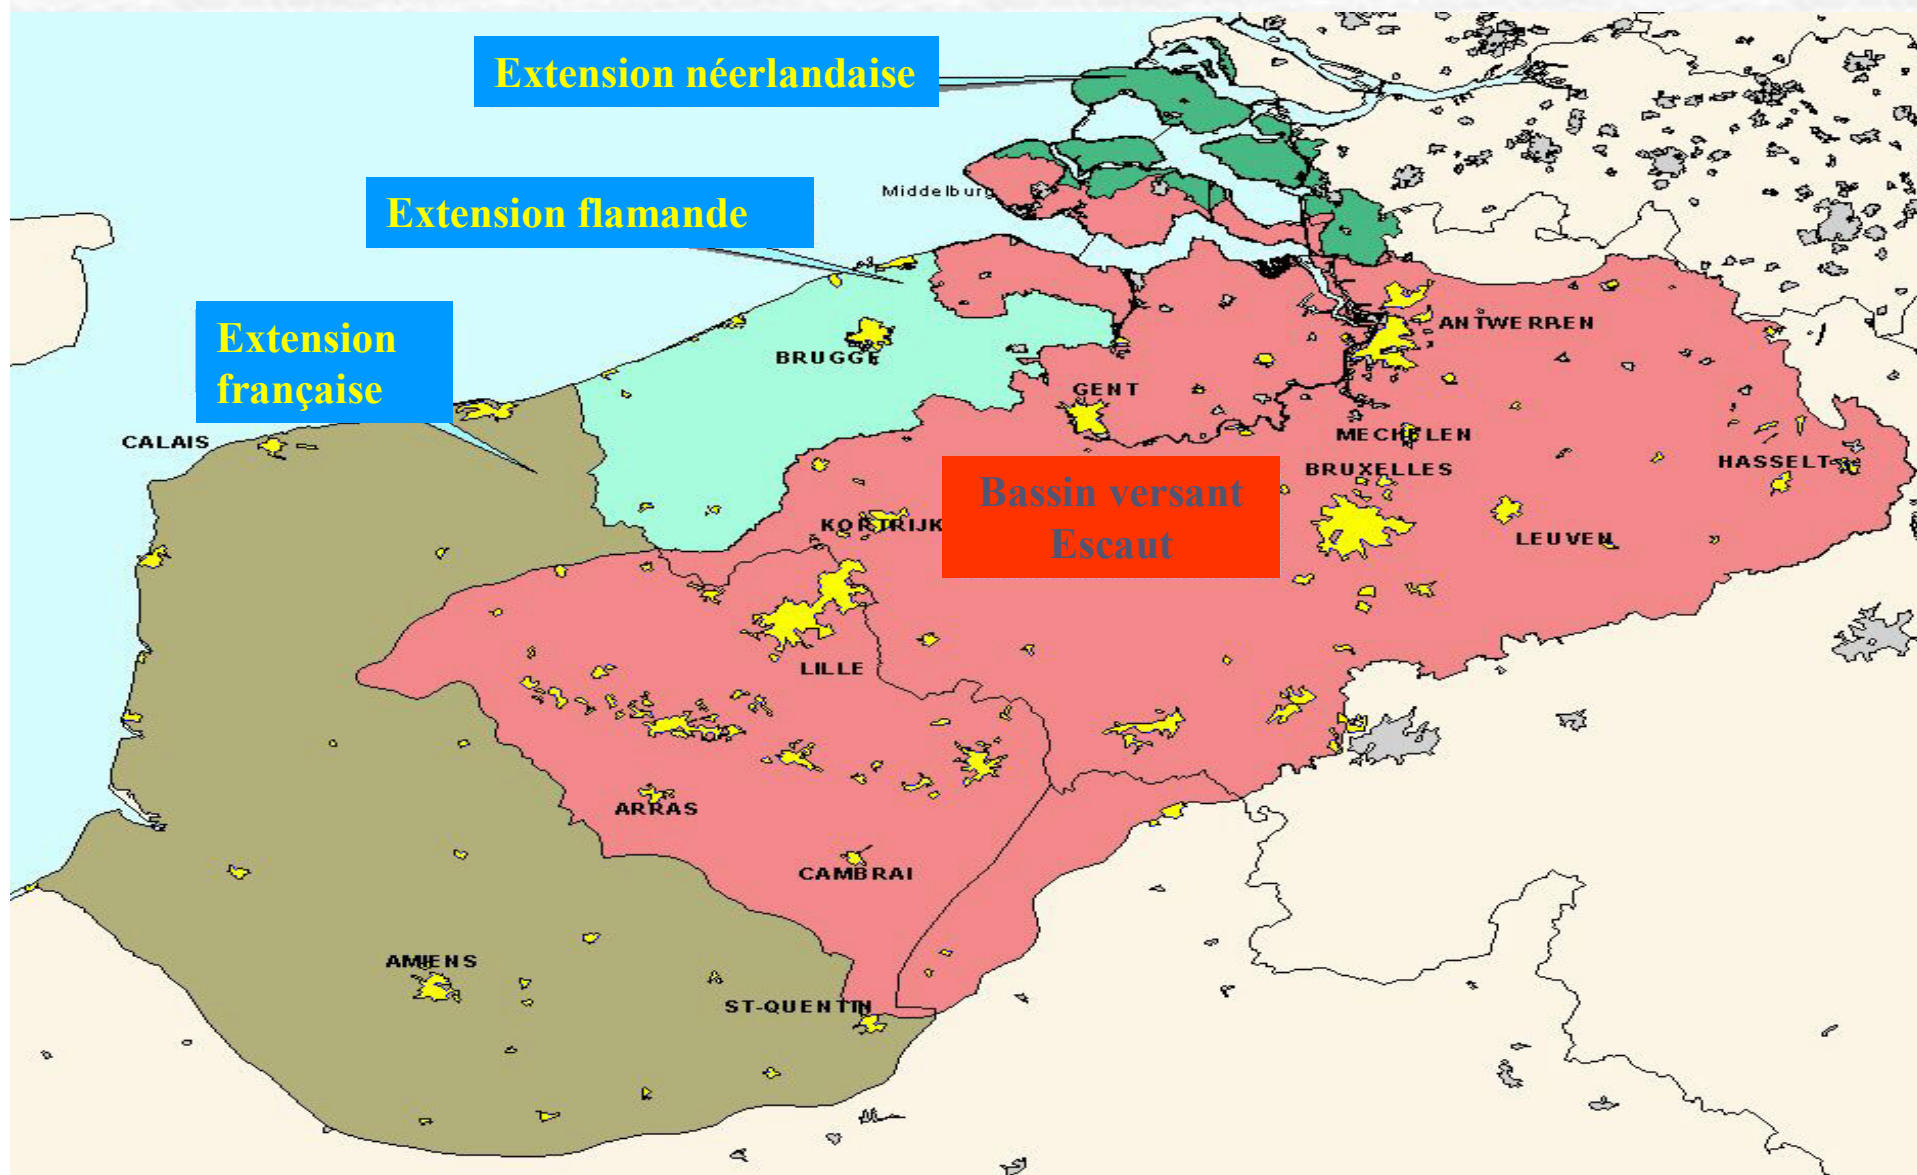 Extension néerlandaise
Middelburg
Extension flamande
Extension
française
BRUGGE
ANTWERPEN
GENT
CALAIS
MECHELEN
BRUXELLES
HASSELT
Bassin versant
Escaut
KORTRIJK
LEUVEN
LILLE
ARRAS
CAMBRAI
AMIENS
ST-QUENTIN